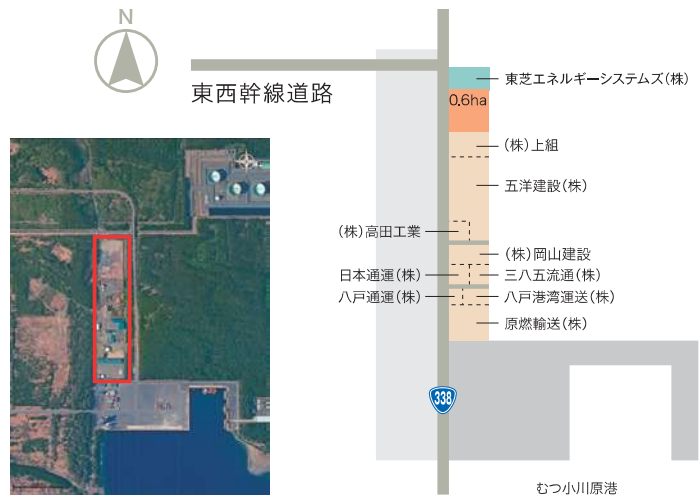 N
東西幹線道路
東芝エネルギーシステムズ(株)
0.6ha
(株)上組
五洋建設(株)
(株)高田工業
(株)岡山建設
日本通運(株)
三八五流通(株)
八戸通運(株)
八戸港湾運送(株)
原燃輸送(株)
338
むつ小川原港